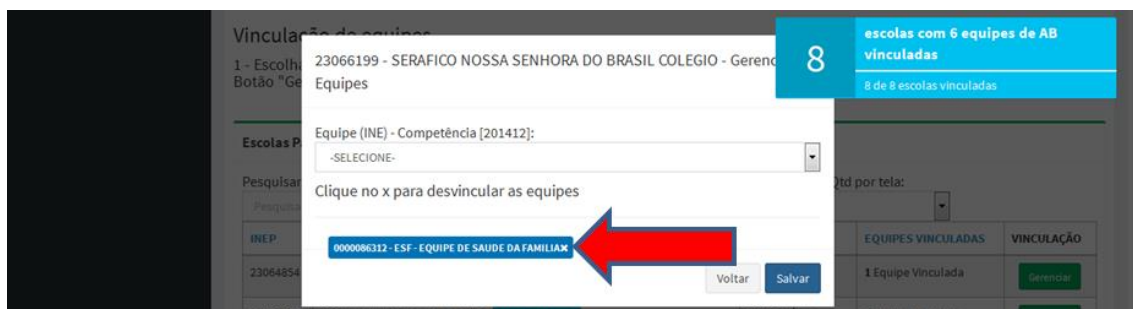 Vinculação de equipes
1 - Escolha
Botão "Ge
23066199 - SERAFICO NOSSA SENHORA DO BRASIL COLEGIO - Gerenc
Equipes
8
escolas com 6 equipes de AB
vinculadas
8 de 8 escolas vinculadas
Equipe (INE) - Competência [201412]:
-SELECIONE-
Escolas P
Pesquisar
Qtd por tela:
Clique no x para desvincular as equipes
INEP
EQUIPES VINCULADAS
VINCULAÇÃO
0000086312 - ESF - EQUIPE DE SAUDE DA FAMILIA x
23064854
1 Equipe Vinculada
Gerenciar
Voltar
Salvar